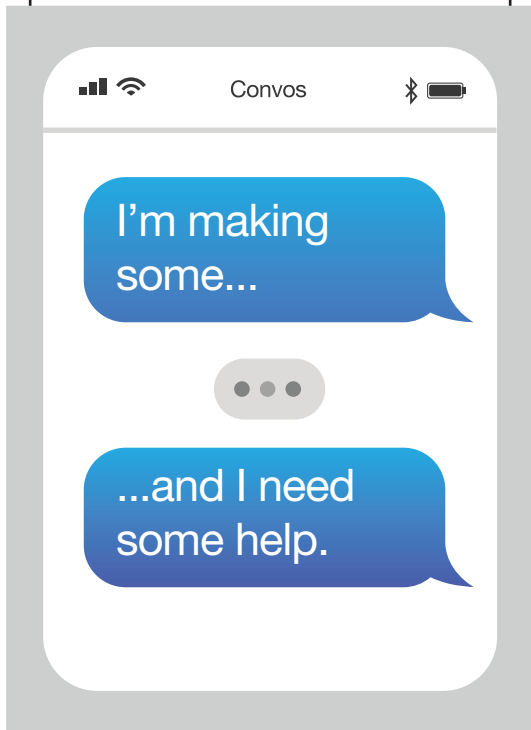 Convos
I’m making
some...
...and I need
some help.